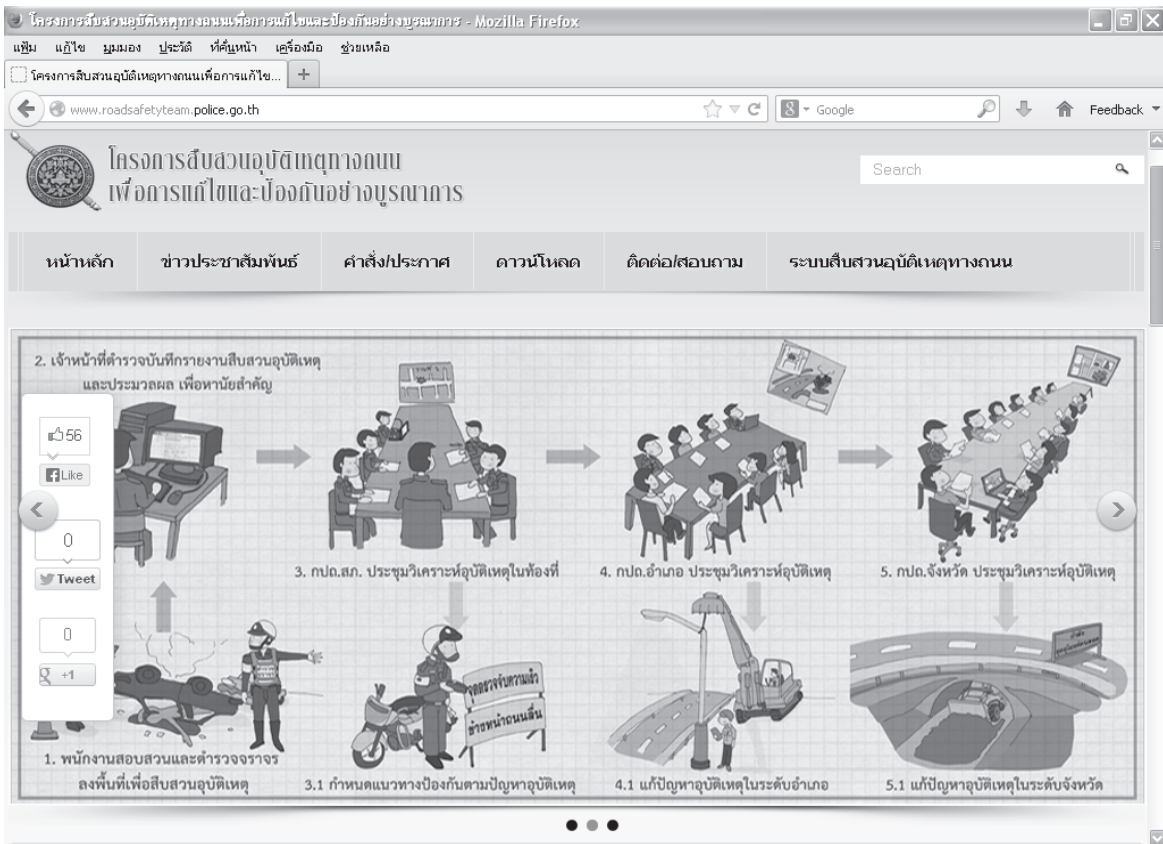 โครงการสืบสวนอุบัติเหตุทางถนนเพื่อการแก้ไขและป้องกันอย่างบูรณาการ - Mozilla Firefox
แฟ้ม แก้ไข มุมมอง ประวัติ ที่คั่นหน้า เครื่องมือ ช่วยเหลือ
โครงการสืบสวนอุบัติเหตุทางถนนเพื่อการแก้ไข...
www.roadsafetyteam.police.go.th
Google
Feedback
โครงการสืบสวนอุบัติเหตุทางถนน
เพื่อการแก้ไขและป้องกันอย่างบูรณาการ
Search
หน้าหลัก ข่าวประชาสัมพันธ์ คำสั่ง/ประกาศ ดาวน์โหลด ติดต่อ/สอบถาม ระบบสืบสวนอุบัติเหตุทางถนน
2. เจ้าหน้าที่ตำรวจบันทึกรายงานสืบสวนอุบัติเหตุ
และประมวลผล เพื่อหานัยสำคัญ
56
Like
0
Tweet
0
+1
3. กปถ.สภ. ประชุมวิเคราะห์อุบัติเหตุในท้องที่
4. กปถ.อำเภอ ประชุมวิเคราะห์อุบัติเหตุ
5. กปถ.จังหวัด ประชุมวิเคราะห์อุบัติเหตุ
จุดตรวจจับความเร็ว
ข้างหน้าถนนลื่น
1. พนักงานสอบสวนและตำรวจจราจร
ลงพื้นที่เพื่อสืบสวนอุบัติเหตุ
3.1 กำหนดแนวทางป้องกันตามปัญหาอุบัติเหตุ
4.1 แก้ปัญหาอุบัติเหตุในระดับอำเภอ
5.1 แก้ปัญหาอุบัติเหตุในระดับจังหวัด